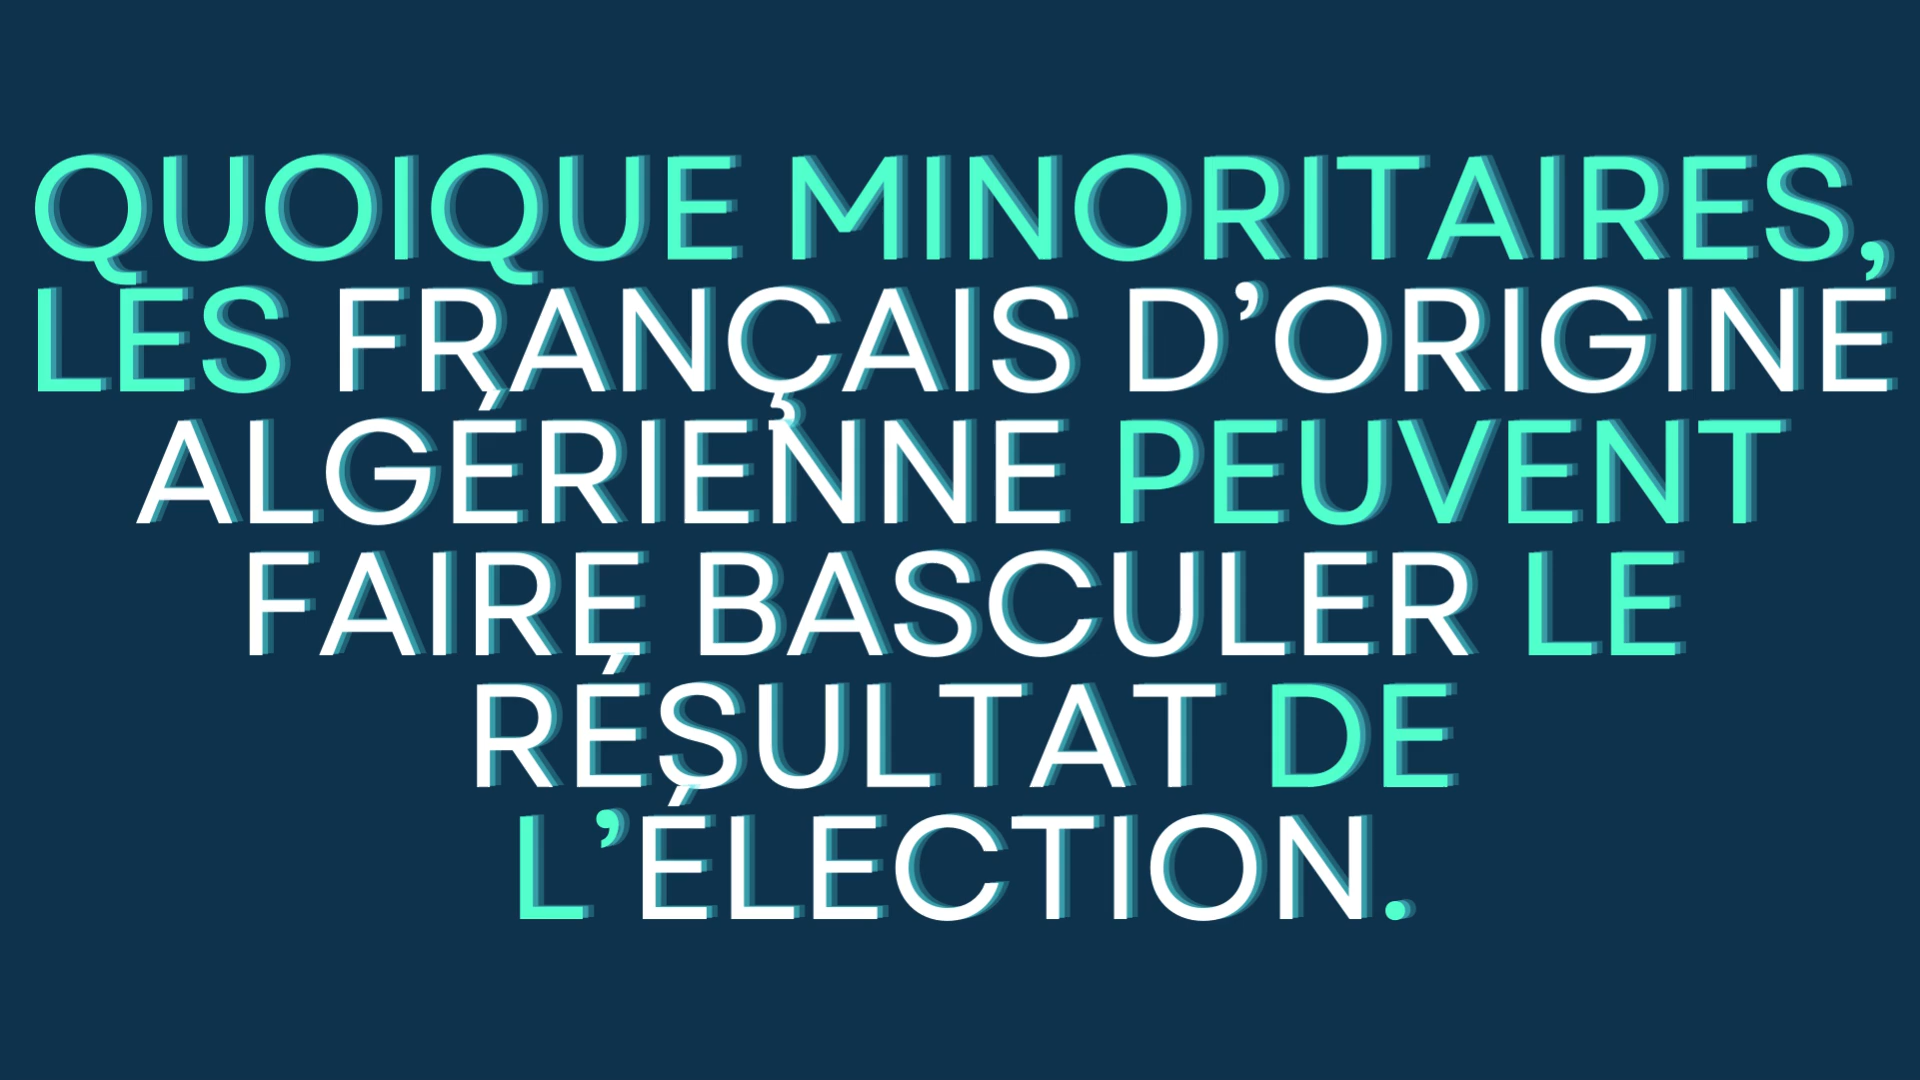 QUOIQUE MINORITAIRES,
LES FRANÇAIS D’ORIGINE
ALGÉRIENNE PEUVENT
FAIRE BASCULER LE
RÉSULTAT DE
L’ÉLECTION.